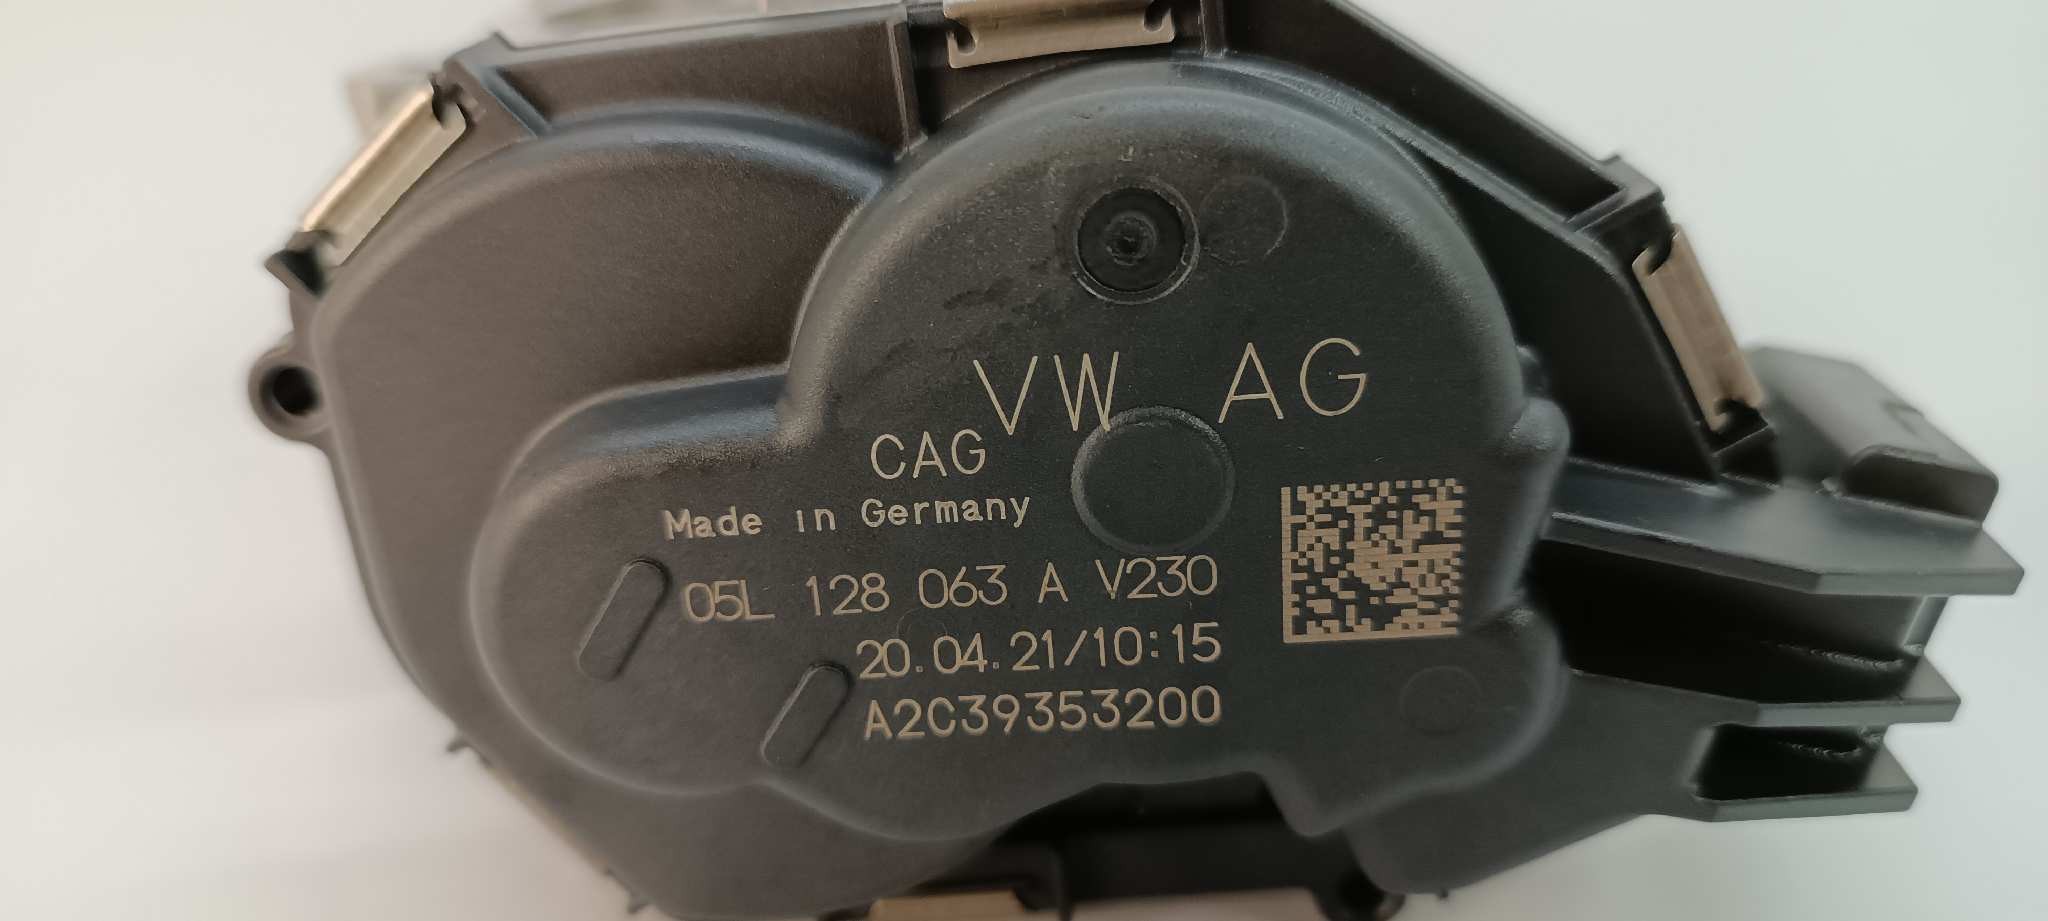 VW AG
CAG
Made in Germany
05L 128 063 A V230
20.04.21/10:15
A2C39353200